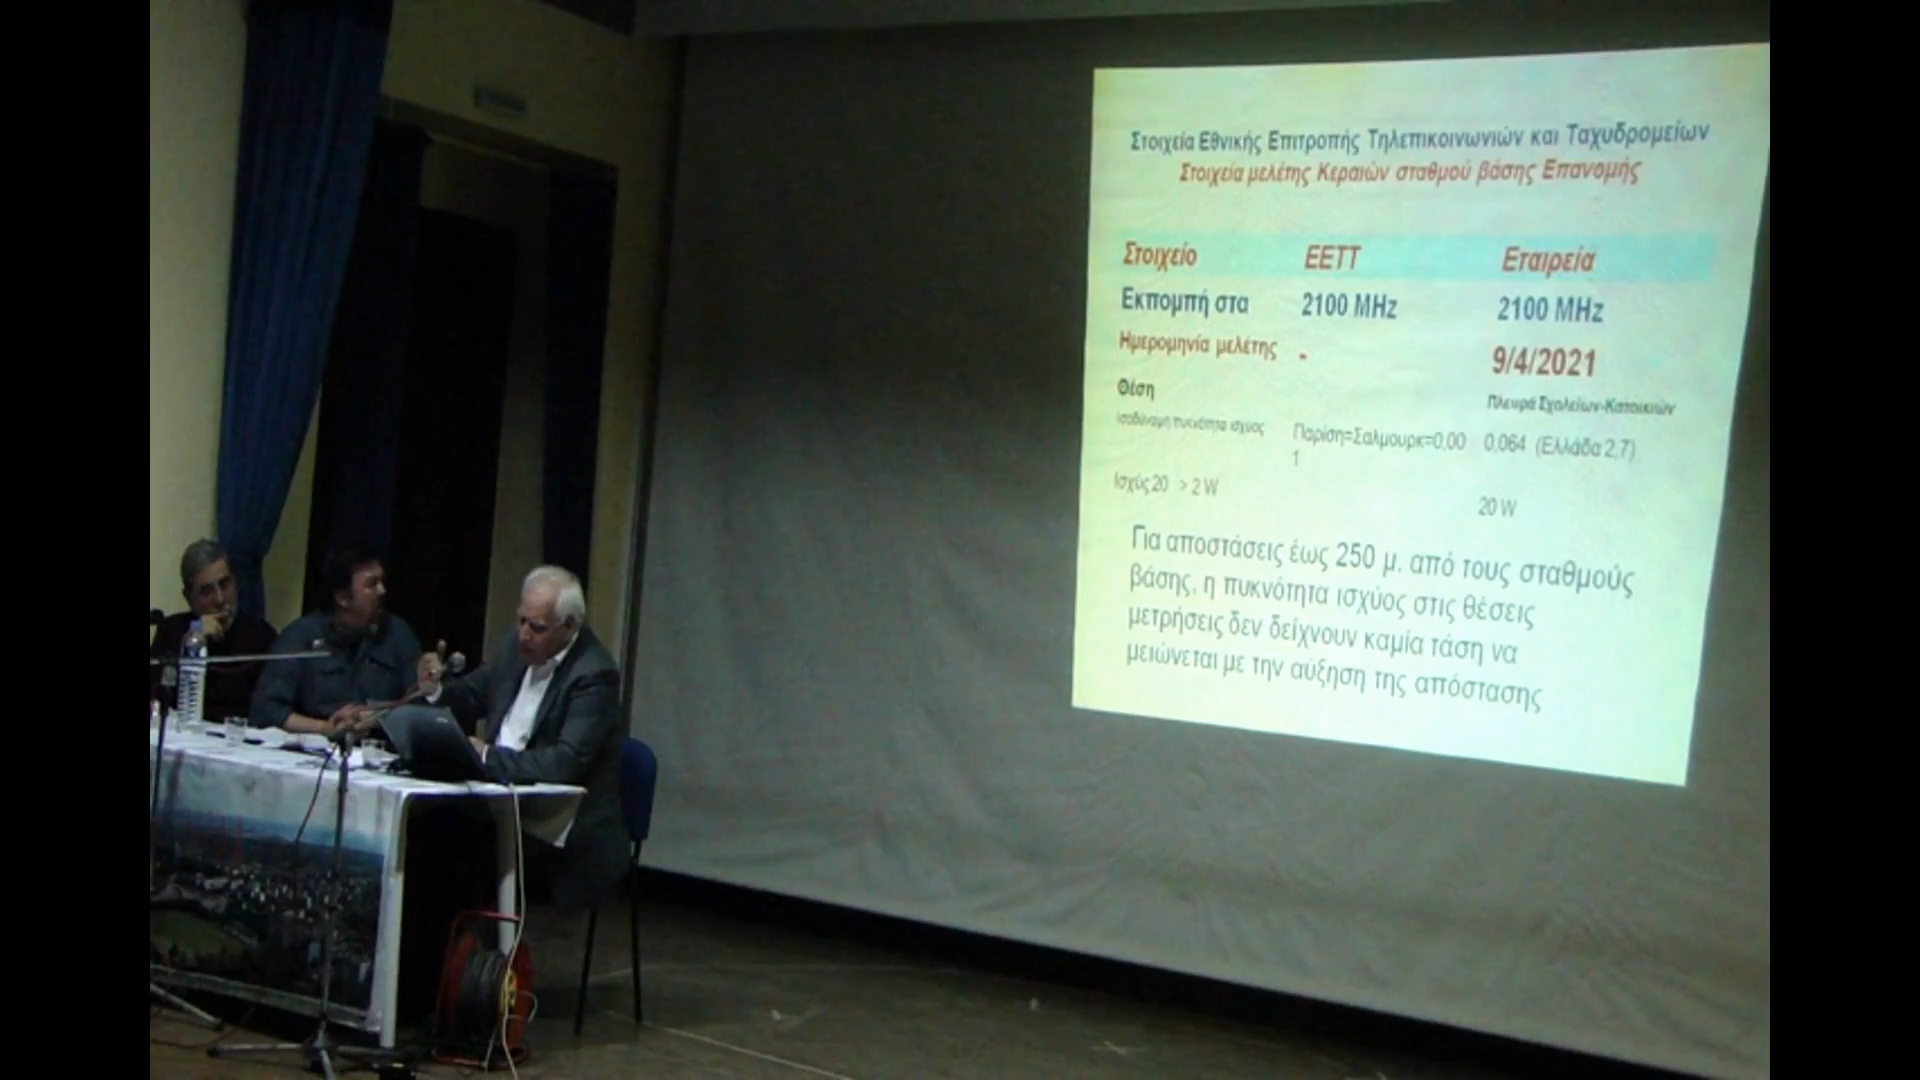 Στοιχεία Εθνικής Επιτροπής Τηλεπικοινωνιών και Ταχυδρομείων
Στοιχεία μελέτης Κεραιών σταθμού βάσης Επανομής
Στοιχείο ΕΕΤΤ Εταιρεία
Εκπομπή στα 2100 MHz 2100 MHz
Ημερομηνία μελέτης - 9/4/2021
Θέση Πλευρά Σχολείων-Κατοικιών
Ισοδύναμη πυκνότητα ισχύος Παρίση=Σαλμουρκ=0,00 0,064 (Ελλάδα 2,7)
1
Ισχύς 20 > 2 W 20 W
Για αποστάσεις έως 250 μ. από τους σταθμούς
βάσης, η πυκνότητα ισχύος στις θέσεις
μετρήσεις δεν δείχνουν καμία τάση να
μειώνεται με την αύξηση της απόστασης